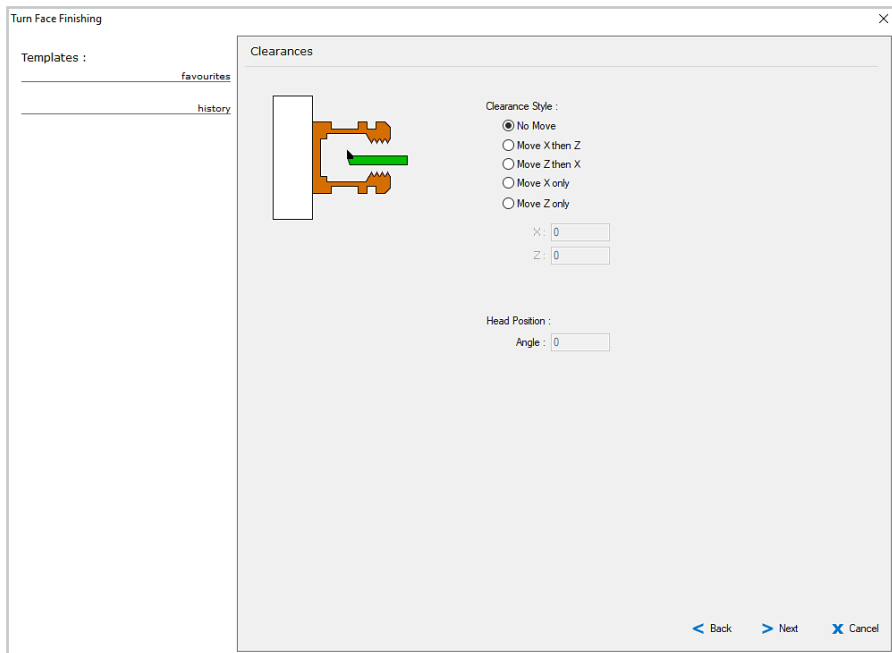 Turn Face Finishing
Templates :
favourites
history
Clearances
Clearance Style :
No Move
Move X then Z
Move Z then X
Move X only
Move Z only
X : 0
Z : 0
Head Position :
Angle : 0
< Back > Next X Cancel